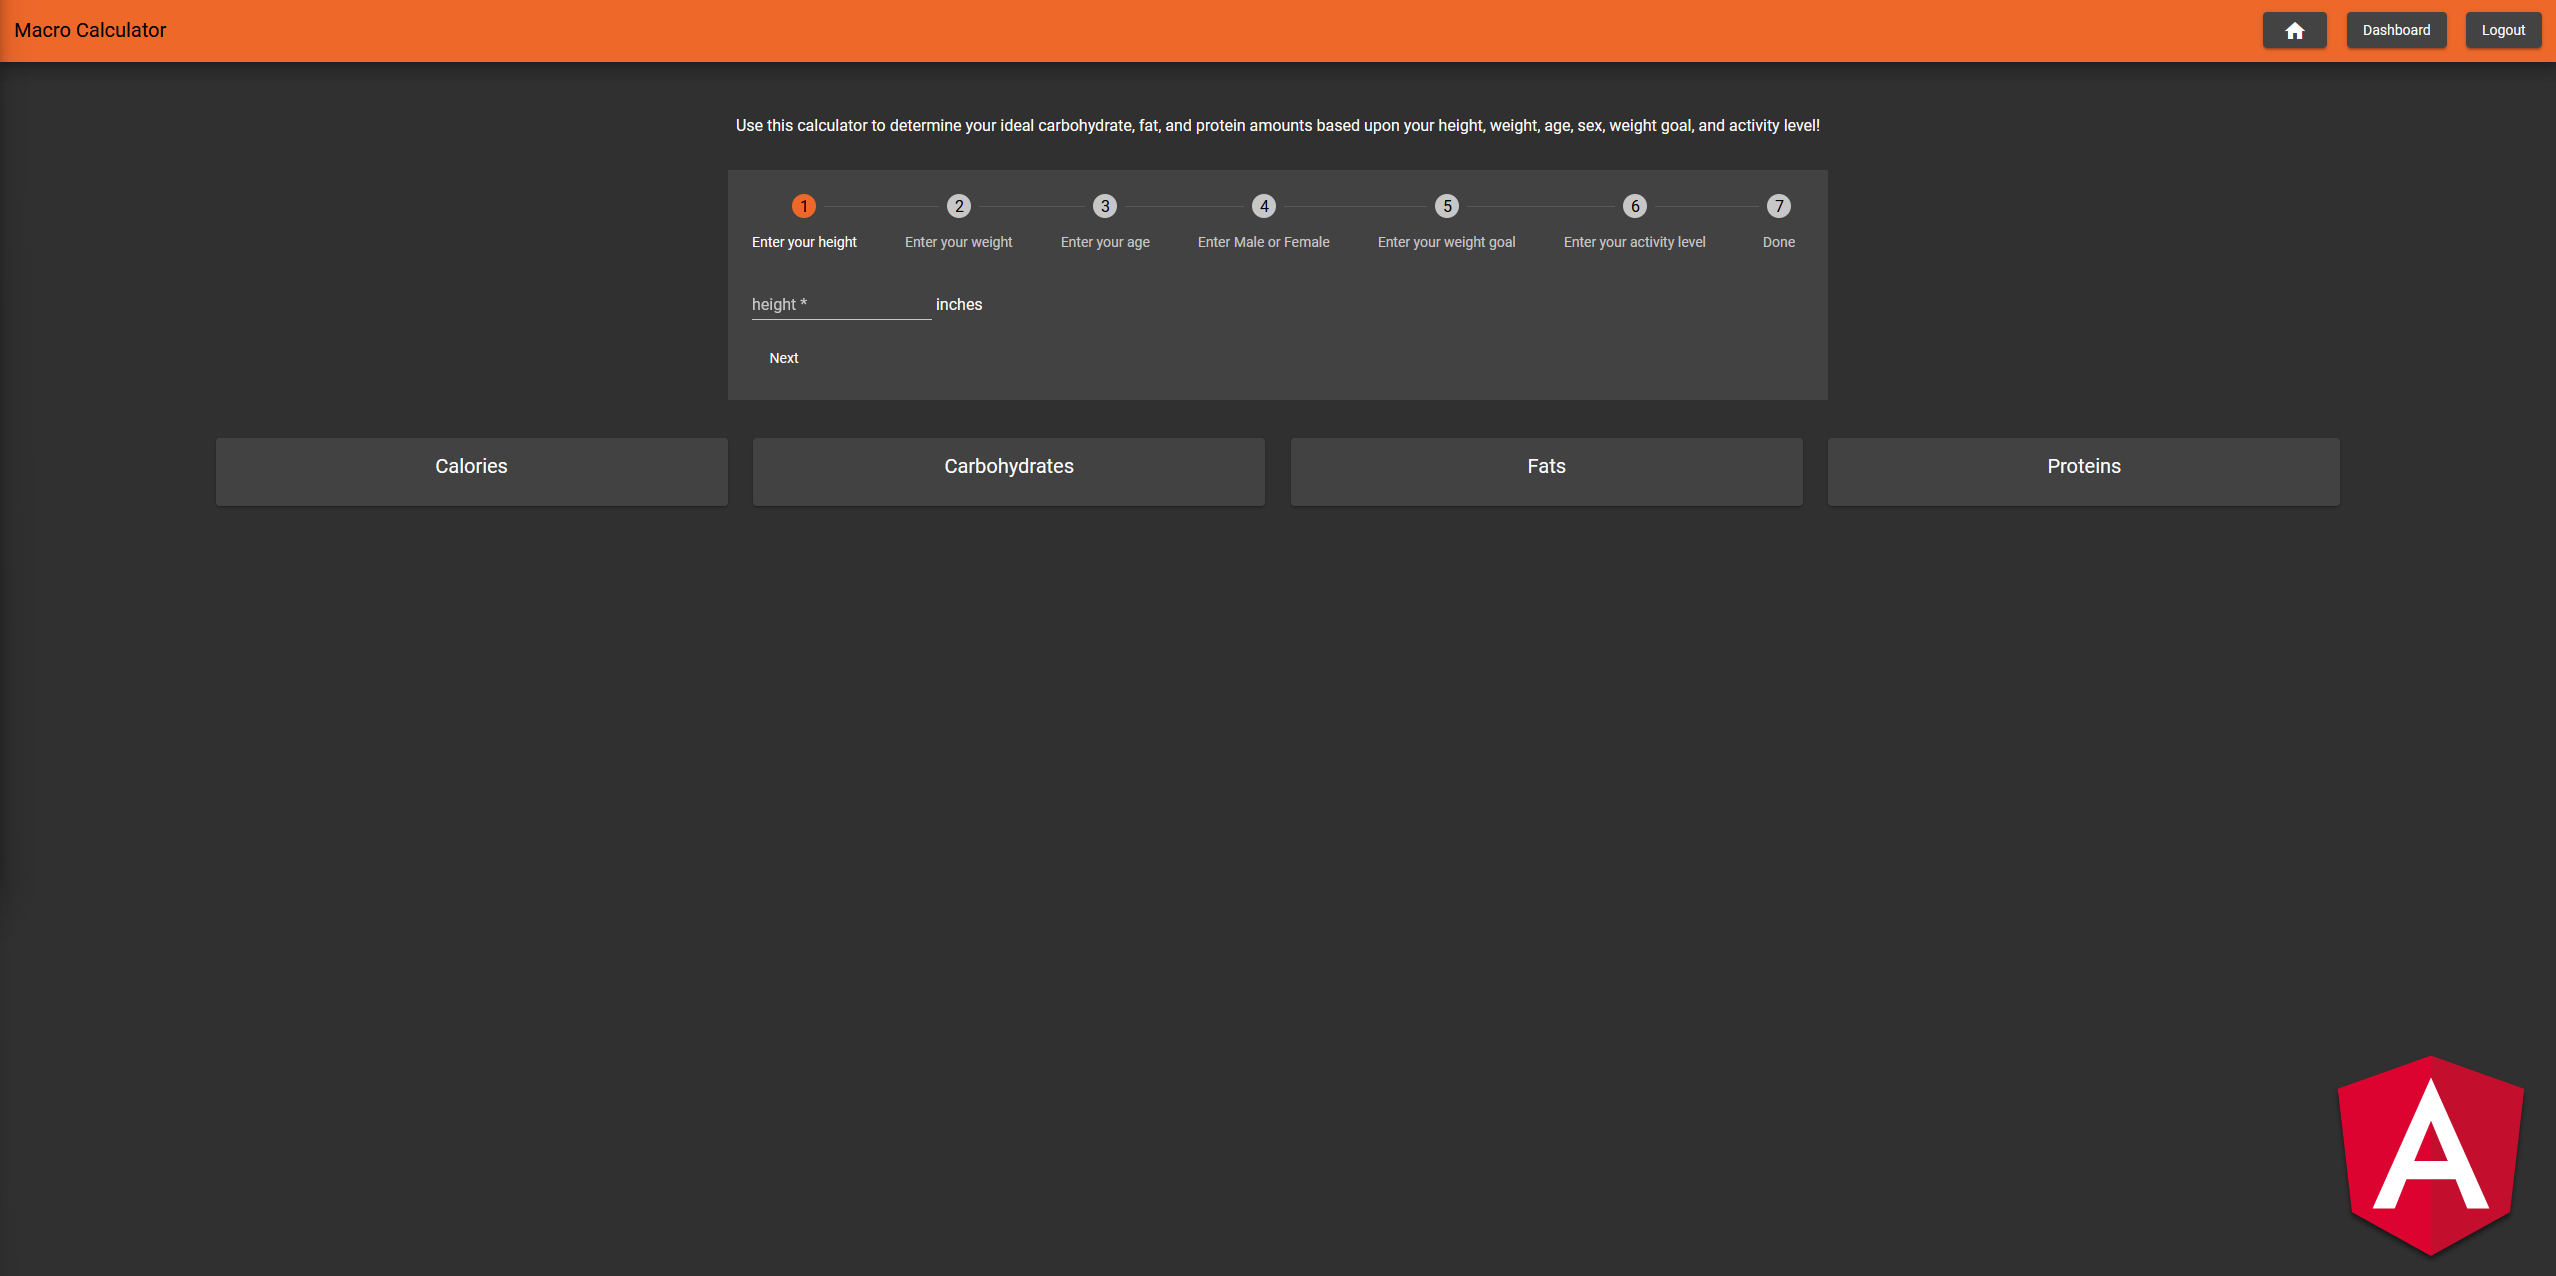 Macro Calculator
Dashboard
Logout
Use this calculator to determine your ideal carbohydrate, fat, and protein amounts based upon your height, weight, age, sex, weight goal, and activity level!
1 2 3 4 5 6 7
Enter your height Enter your weight Enter your age Enter Male or Female Enter your weight goal Enter your activity level Done
height * inches
Next
Calories Carbohydrates Fats Proteins
A